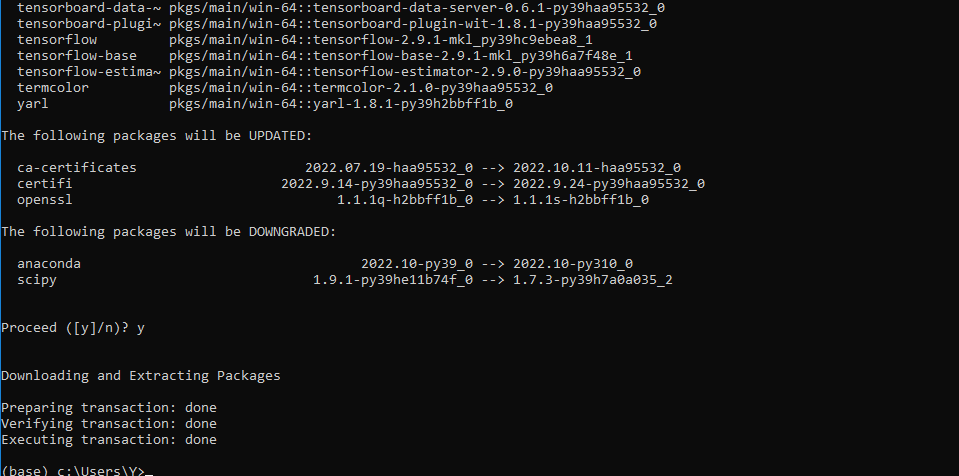 tensorboard-data-~ pkgs/main/win-64::tensorboard-data-server-0.6.1-py39haa95532_0
tensorboard-plugi~ pkgs/main/win-64::tensorboard-plugin-wit-1.8.1-py39haa95532_0
tensorflow pkgs/main/win-64::tensorflow-2.9.1-mkl_py39hc9ebea8_1
tensorflow-base pkgs/main/win-64::tensorflow-base-2.9.1-mkl_py39h6a7f48e_1
tensorflow-estima~ pkgs/main/win-64::tensorflow-estimator-2.9.0-py39haa95532_0
termcolor pkgs/main/win-64::termcolor-2.1.0-py39haa95532_0
yarl pkgs/main/win-64::yarl-1.8.1-py39h2bbff1b_0
The following packages will be UPDATED:
ca-certificates 2022.07.19-haa95532_0 --> 2022.10.11-haa95532_0
certifi 2022.9.14-py39haa95532_0 --> 2022.9.24-py39haa95532_0
openssl 1.1.1q-h2bbff1b_0 --> 1.1.1s-h2bbff1b_0
The following packages will be DOWNGRADED:
anaconda 2022.10-py39_0 --> 2022.10-py310_0
scipy 1.9.1-py39he11b74f_0 --> 1.7.3-py39h7a0a035_2
Proceed ([y]/n)? y
Downloading and Extracting Packages
Preparing transaction: done
Verifying transaction: done
Executing transaction: done
(base) c:\Users\Y>_